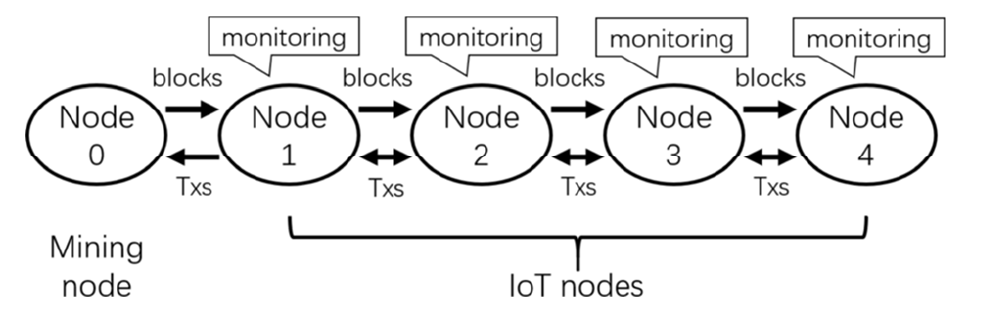 monitoring monitoring monitoring monitoring
blocks blocks blocks blocks
Node Node Node Node Node
0 1 2 3 4
Txs Txs Txs Txs
Mining
node
IoT nodes